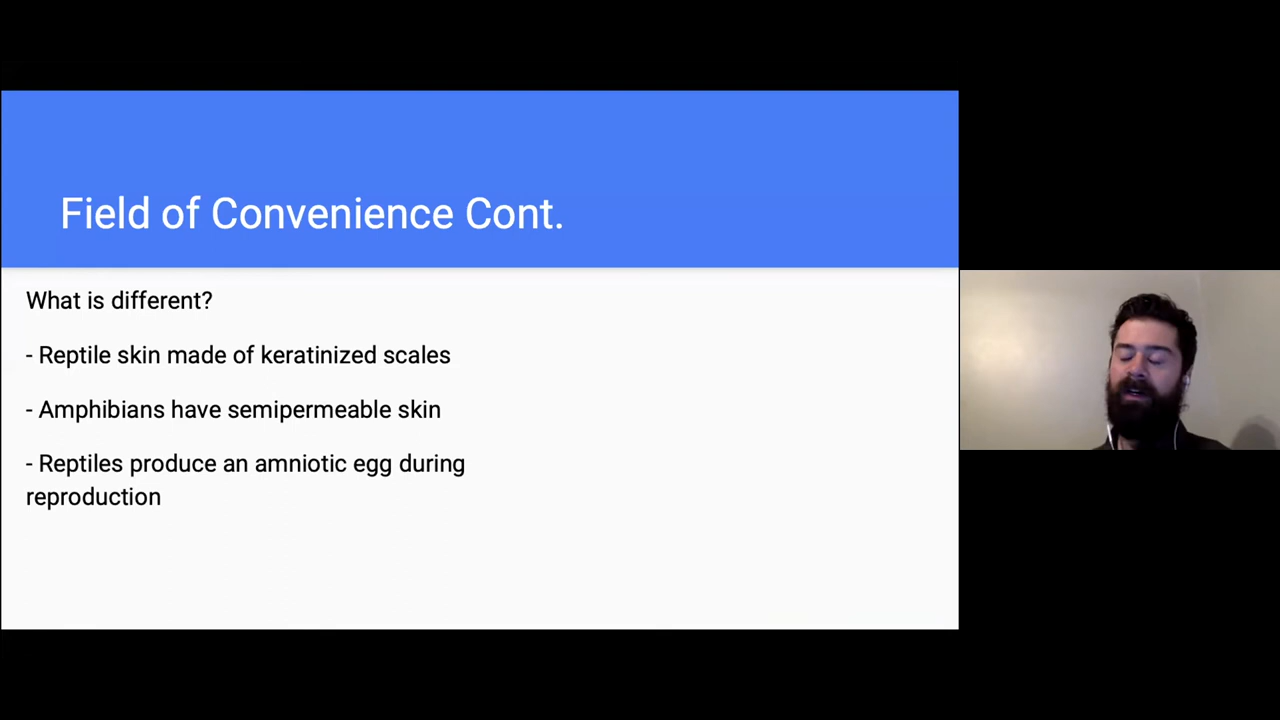 Field of Convenience Cont.
What is different?
- Reptile skin made of keratinized scales
- Amphibians have semipermeable skin
- Reptiles produce an amniotic egg during
reproduction